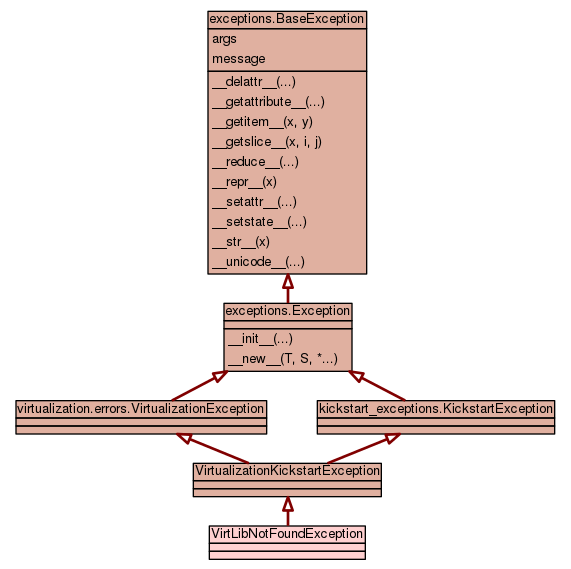 exceptions.BaseException
args
message
__delattr__(...)
__getattribute__(...)
__getitem__(x, y)
__getslice__(x, i, j)
__reduce__(...)
__repr__(x)
__setattr__(...)
__setstate__(...)
__str__(x)
__unicode__(...)
exceptions.Exception
__init__(...)
__new__(T, S, *...)
virtualization.errors.VirtualizationException
kickstart_exceptions.KickstartException
VirtualizationKickstartException
VirtLibNotFoundException